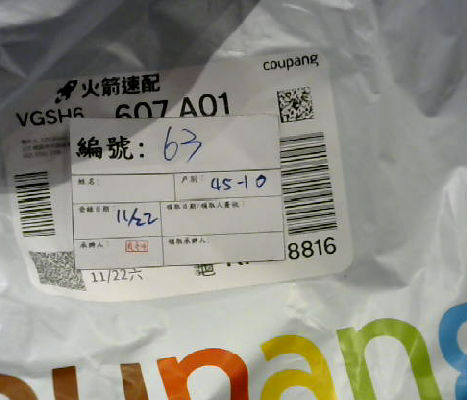 coupang
火箭速配
VGSH6 607 A01
編號: 63
姓名:
戶別: 45-10
登錄日期: 11/22
領取日期/領取人簽收:
承辦人:
領取承辦人:
8816
11/22六
coupang